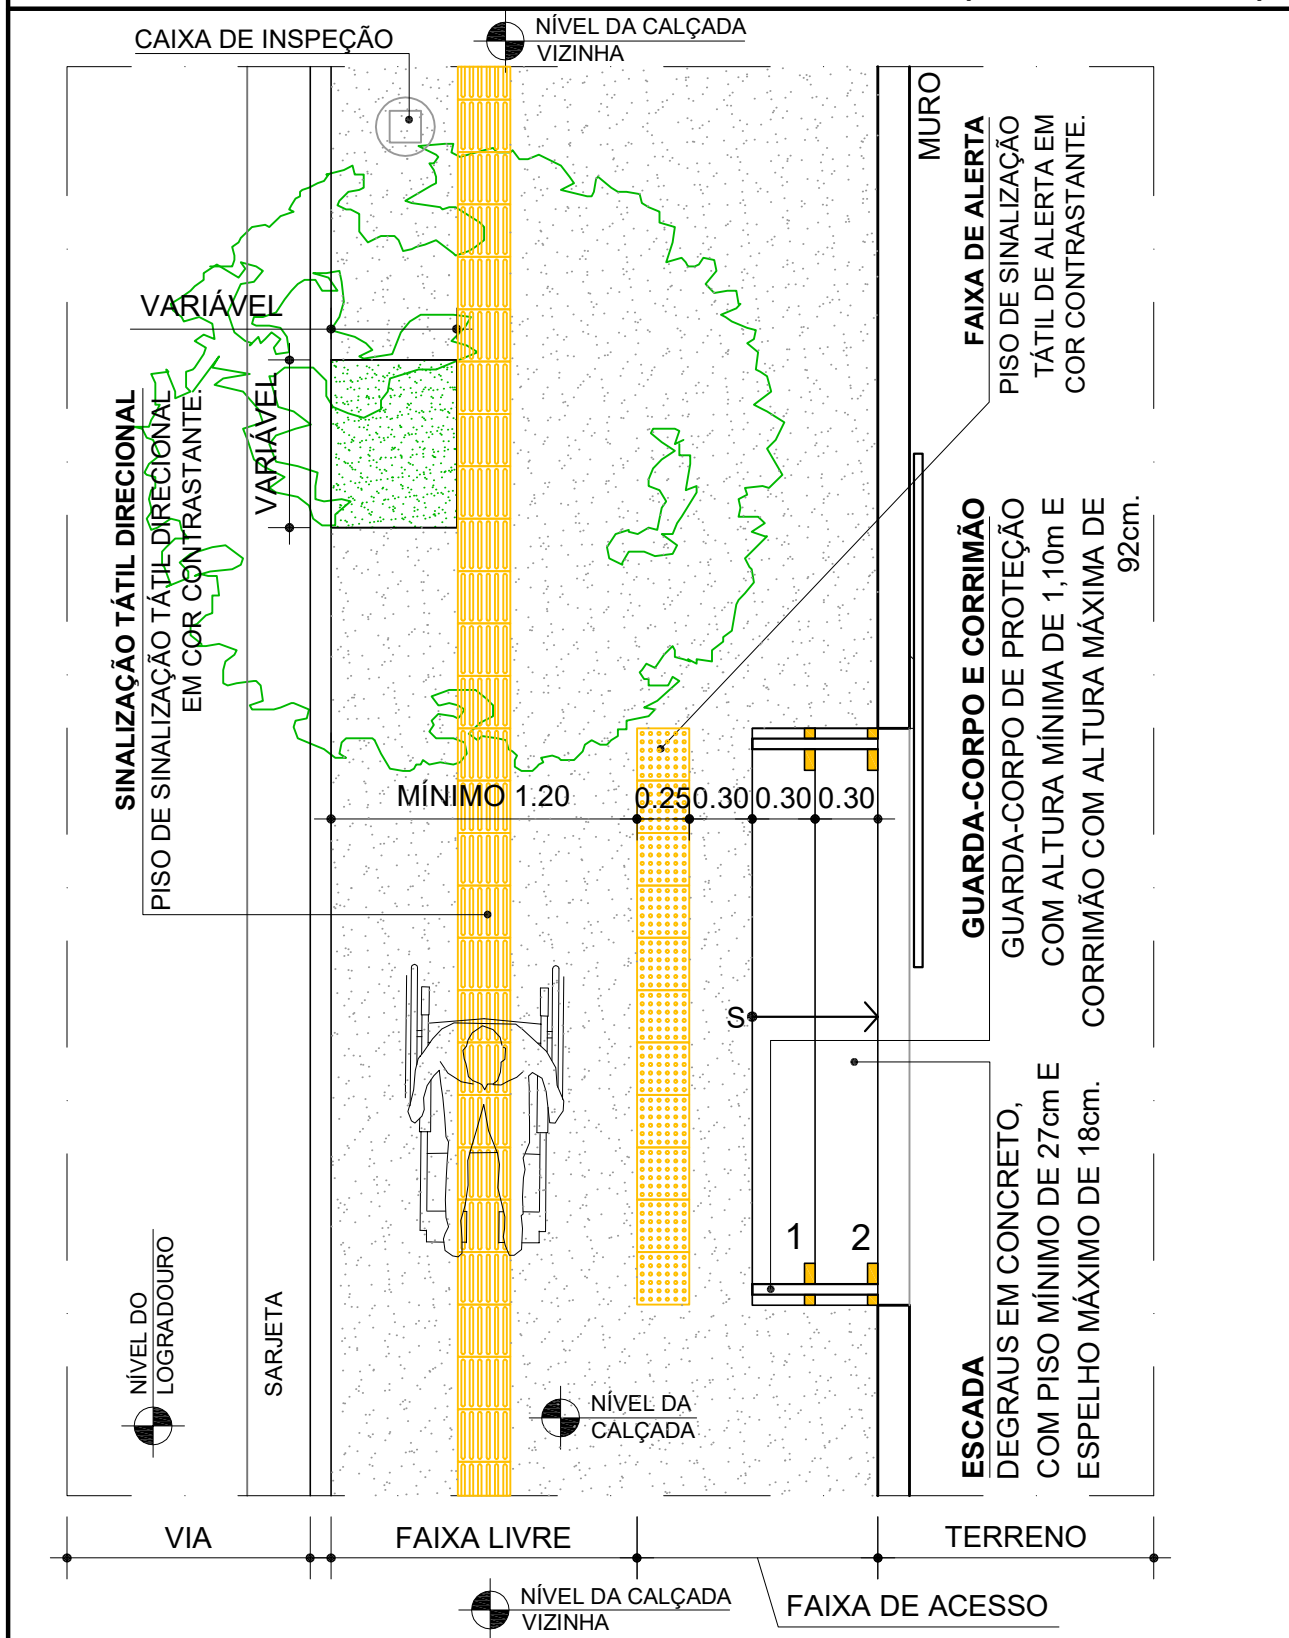 CAIXA DE INSPEÇÃO
NÍVEL DA CALÇADA
VIZINHA
MURO
FAIXA DE ALERTA
PISO DE SINALIZAÇÃO
TÁTIL DE ALERTA EM
COR CONTRASTANTE.
VARIÁVEL
VARIÁVEL
SINALIZAÇÃO TÁTIL DIRECIONAL
PISO DE SINALIZAÇÃO TÁTIL DIRECIONAL
EM COR CONTRASTANTE.
GUARDA-CORPO E CORRIMÃO
GUARDA-CORPO DE PROTEÇÃO
COM ALTURA MÍNIMA DE 1,10m E
CORRIMÃO COM ALTURA MÁXIMA DE
92cm.
MÍNIMO 1.20
0.25
0.30
0.30
0.30
S
1
2
ESCADA
DEGRAUS EM CONCRETO,
COM PISO MÍNIMO DE 27cm E
ESPELHO MÁXIMO DE 18cm.
NÍVEL DO
LOGRADOURO
SARJETA
NÍVEL DA
CALÇADA
VIA
FAIXA LIVRE
TERRENO
NÍVEL DA CALÇADA
VIZINHA
FAIXA DE ACESSO